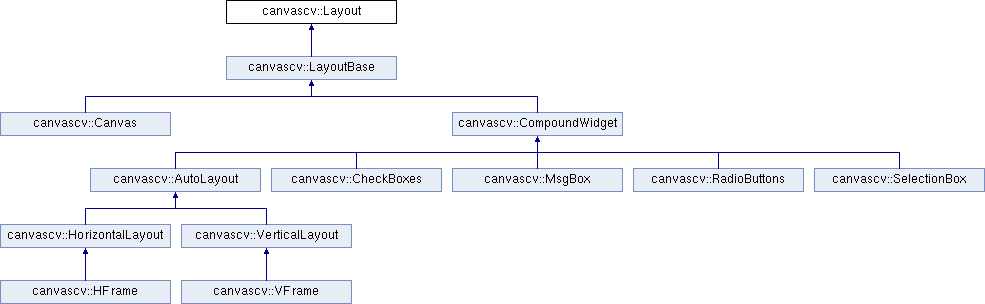 canvascv::Layout
canvascv::LayoutBase
canvascv::Canvas
canvascv::CompoundWidget
canvascv::AutoLayout
canvascv::CheckBoxes
canvascv::MsgBox
canvascv::RadioButtons
canvascv::SelectionBox
canvascv::HorizontalLayout
canvascv::VerticalLayout
canvascv::HFrame
canvascv::VFrame